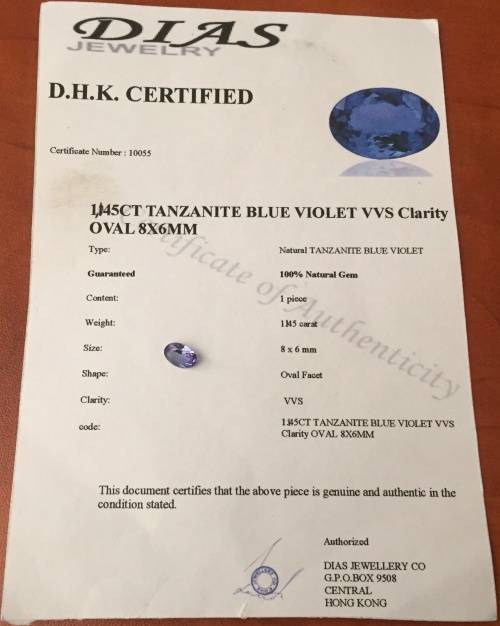 DIAS
JEWELRY
D.H.K. CERTIFIED
Certificate Number : 10055
1.145CT TANZANITE BLUE VIOLET VVS Clarity
OVAL 8X6MM
Certificate of Authenticity
Type: Natural TANZANITE BLUE VIOLET
Guaranteed 100% Natural Gem
Content: 1 piece
Weight: 1.145 carat
Size: 8 x 6 mm
Shape: Oval Facet
Clarity: VVS
code: 1.145CT TANZANITE BLUE VIOLET VVS
Clarity OVAL 8X6MM
This document certifies that the above piece is genuine and authentic in the
condition stated.
Authorized
DIAS JEWELLERY CO
G.P.O.BOX 9508
CENTRAL
HONG KONG